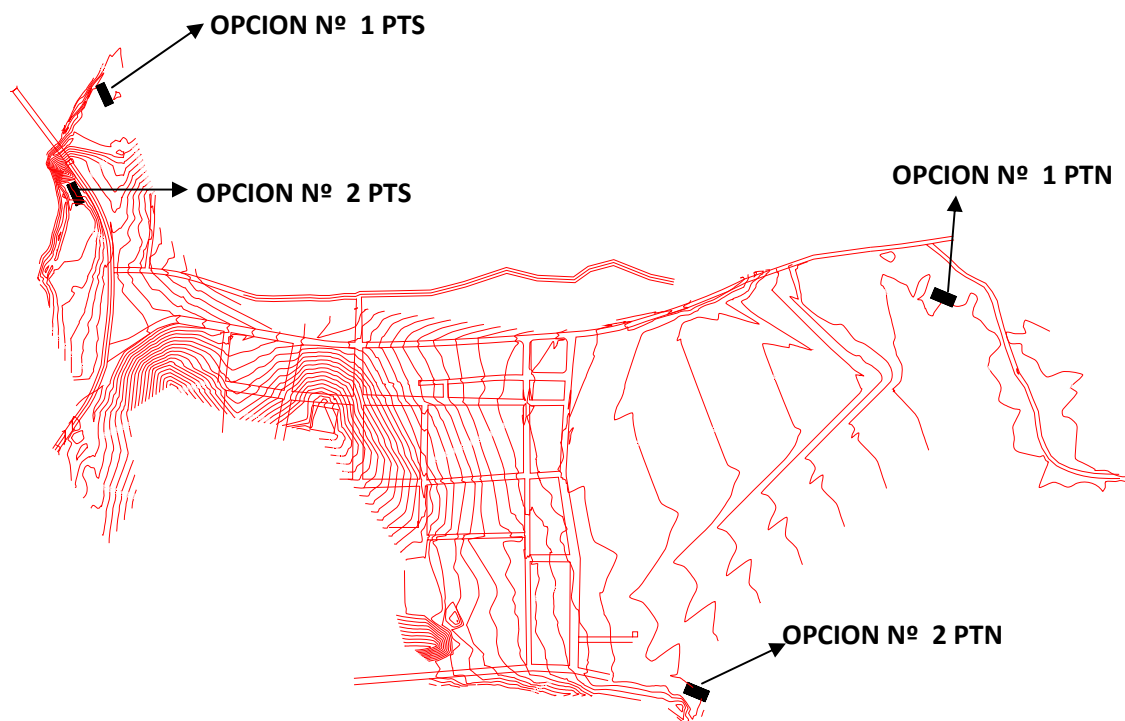 OPCION Nº 1 PTS
OPCION Nº 2 PTS
OPCION Nº 1 PTN
OPCION Nº 2 PTN